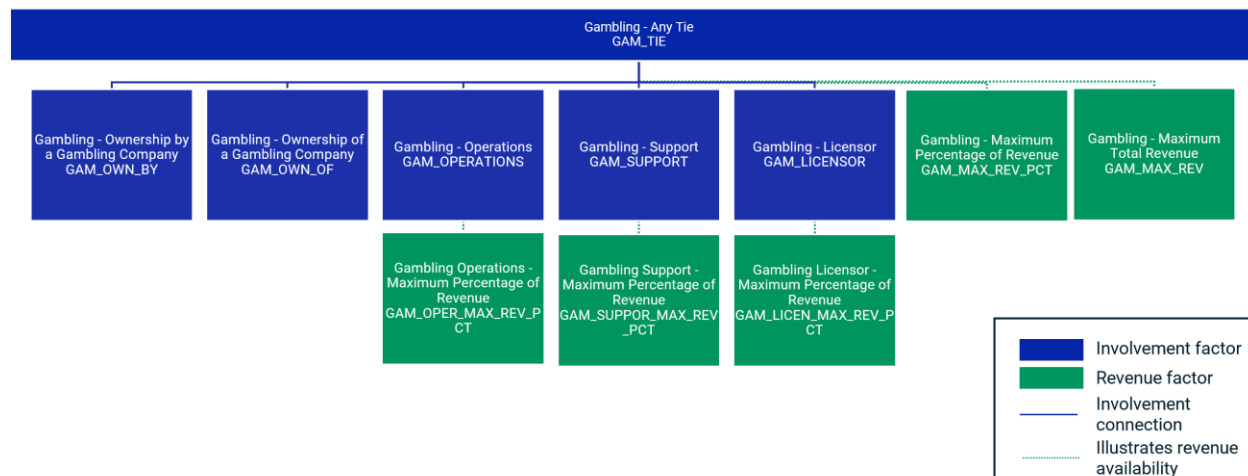 Gambling - Any Tie
GAM_TIE
Gambling - Ownership by
a Gambling Company
GAM_OWN_BY
Gambling - Ownership of
a Gambling Company
GAM_OWN_OF
Gambling - Operations
GAM_OPERATIONS
Gambling - Support
GAM_SUPPORT
Gambling - Licensor
GAM_LICENSOR
Gambling - Maximum
Percentage of Revenue
GAM_MAX_REV_PCT
Gambling - Maximum
Total Revenue
GAM_MAX_REV
Gambling Operations -
Maximum Percentage of
Revenue
GAM_OPER_MAX_REV_P
CT
Gambling Support -
Maximum Percentage of
Revenue
GAM_SUPPOR_MAX_REV
_PCT
Gambling Licensor -
Maximum Percentage of
Revenue
GAM_LICEN_MAX_REV_P
CT
Involvement factor
Revenue factor
Involvement
connection
Illustrates revenue
availability